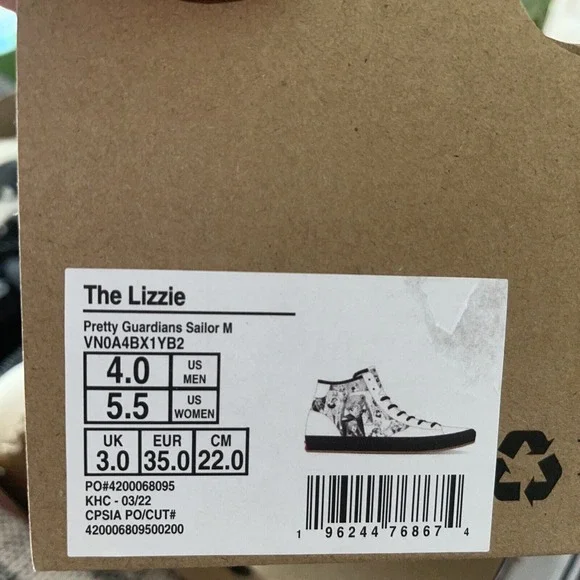 The Lizzie
Pretty Guardians Sailor M
VN0A4BX1YB2
4.0 US MEN
5.5 US WOMEN
UK EUR CM
3.0 35.0 22.0
PO#4200068095
KHC - 03/22
CPSIA PO/CUT#
420006809500200
1 96244 76867 4